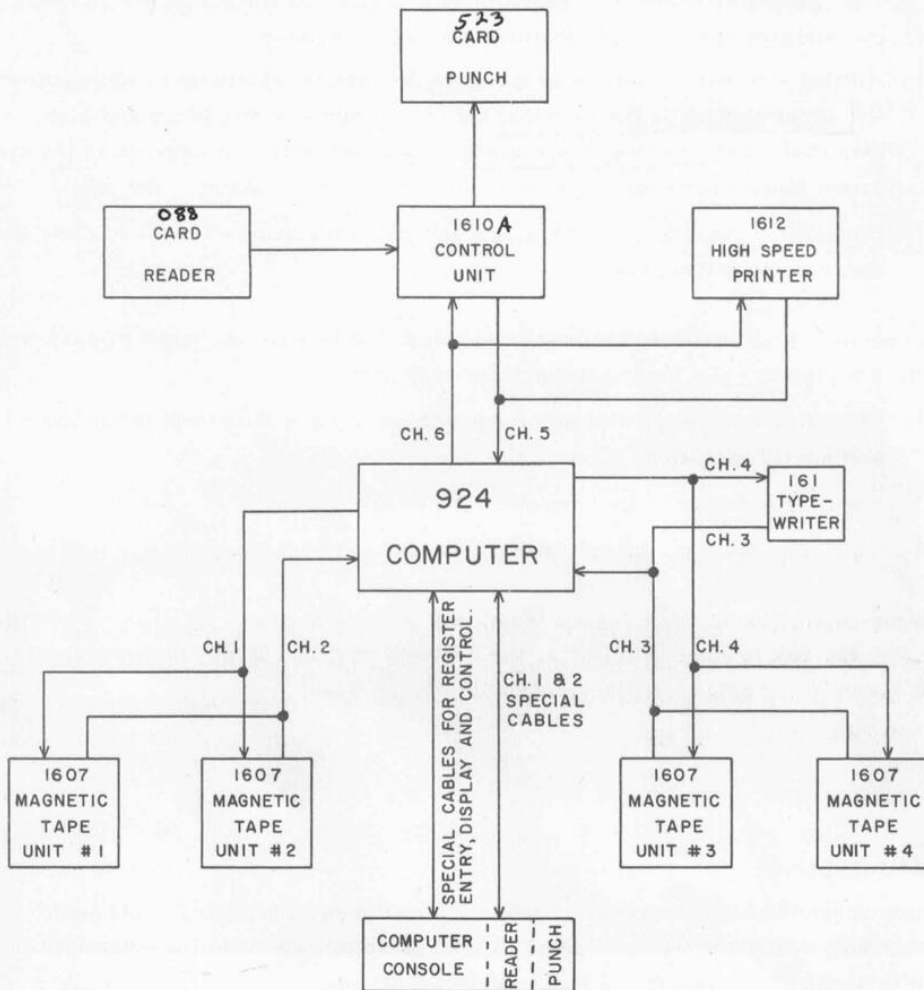 523
CARD
PUNCH
088
CARD
READER
1610A
CONTROL
UNIT
1612
HIGH SPEED
PRINTER
CH. 6
CH. 5
924
COMPUTER
CH. 4
161
TYPE-
WRITER
CH. 3
CH. 1
CH. 2
SPECIAL CABLES FOR REGISTER
ENTRY, DISPLAY AND CONTROL.
CH. 1 & 2
SPECIAL
CABLES
CH. 3
CH. 4
1607
MAGNETIC
TAPE
UNIT #1
1607
MAGNETIC
TAPE
UNIT #2
1607
MAGNETIC
TAPE
UNIT #3
1607
MAGNETIC
TAPE
UNIT #4
COMPUTER
CONSOLE
READER
PUNCH